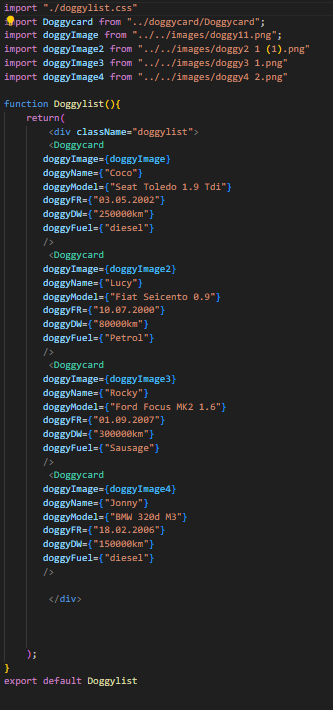 import "./doggylist.css"
import Doggycard from "../doggycard/Doggycard";
import doggyImage from "../../images/doggy11.png";
import doggyImage2 from "../../images/doggy2 1 (1).png"
import doggyImage3 from "../../images/doggy3 1.png"
import doggyImage4 from "../../images/doggy4 2.png"
function Doggylist(){
return(
<div className="doggylist">
<Doggycard
doggyImage={doggyImage}
doggyName={"Coco"}
doggyModel={"Seat Toledo 1.9 Tdi"}
doggyFR={"03.05.2002"}
doggyDW={"250000km"}
doggyFuel={"diesel"}
/>
<Doggycard
doggyImage={doggyImage2}
doggyName={"Lucy"}
doggyModel={"Fiat Seicento 0.9"}
doggyFR={"10.07.2000"}
doggyDW={"80000km"}
doggyFuel={"Petrol"}
/>
<Doggycard
doggyImage={doggyImage3}
doggyName={"Rocky"}
doggyModel={"Ford Focus MK2 1.6"}
doggyFR={"01.09.2007"}
doggyDW={"300000km"}
doggyFuel={"Sausage"}
/>
<Doggycard
doggyImage={doggyImage4}
doggyName={"Jonny"}
doggyModel={"BMW 320d M3"}
doggyFR={"18.02.2006"}
doggyDW={"150000km"}
doggyFuel={"diesel"}
/>
</div>
);
}
export default Doggylist